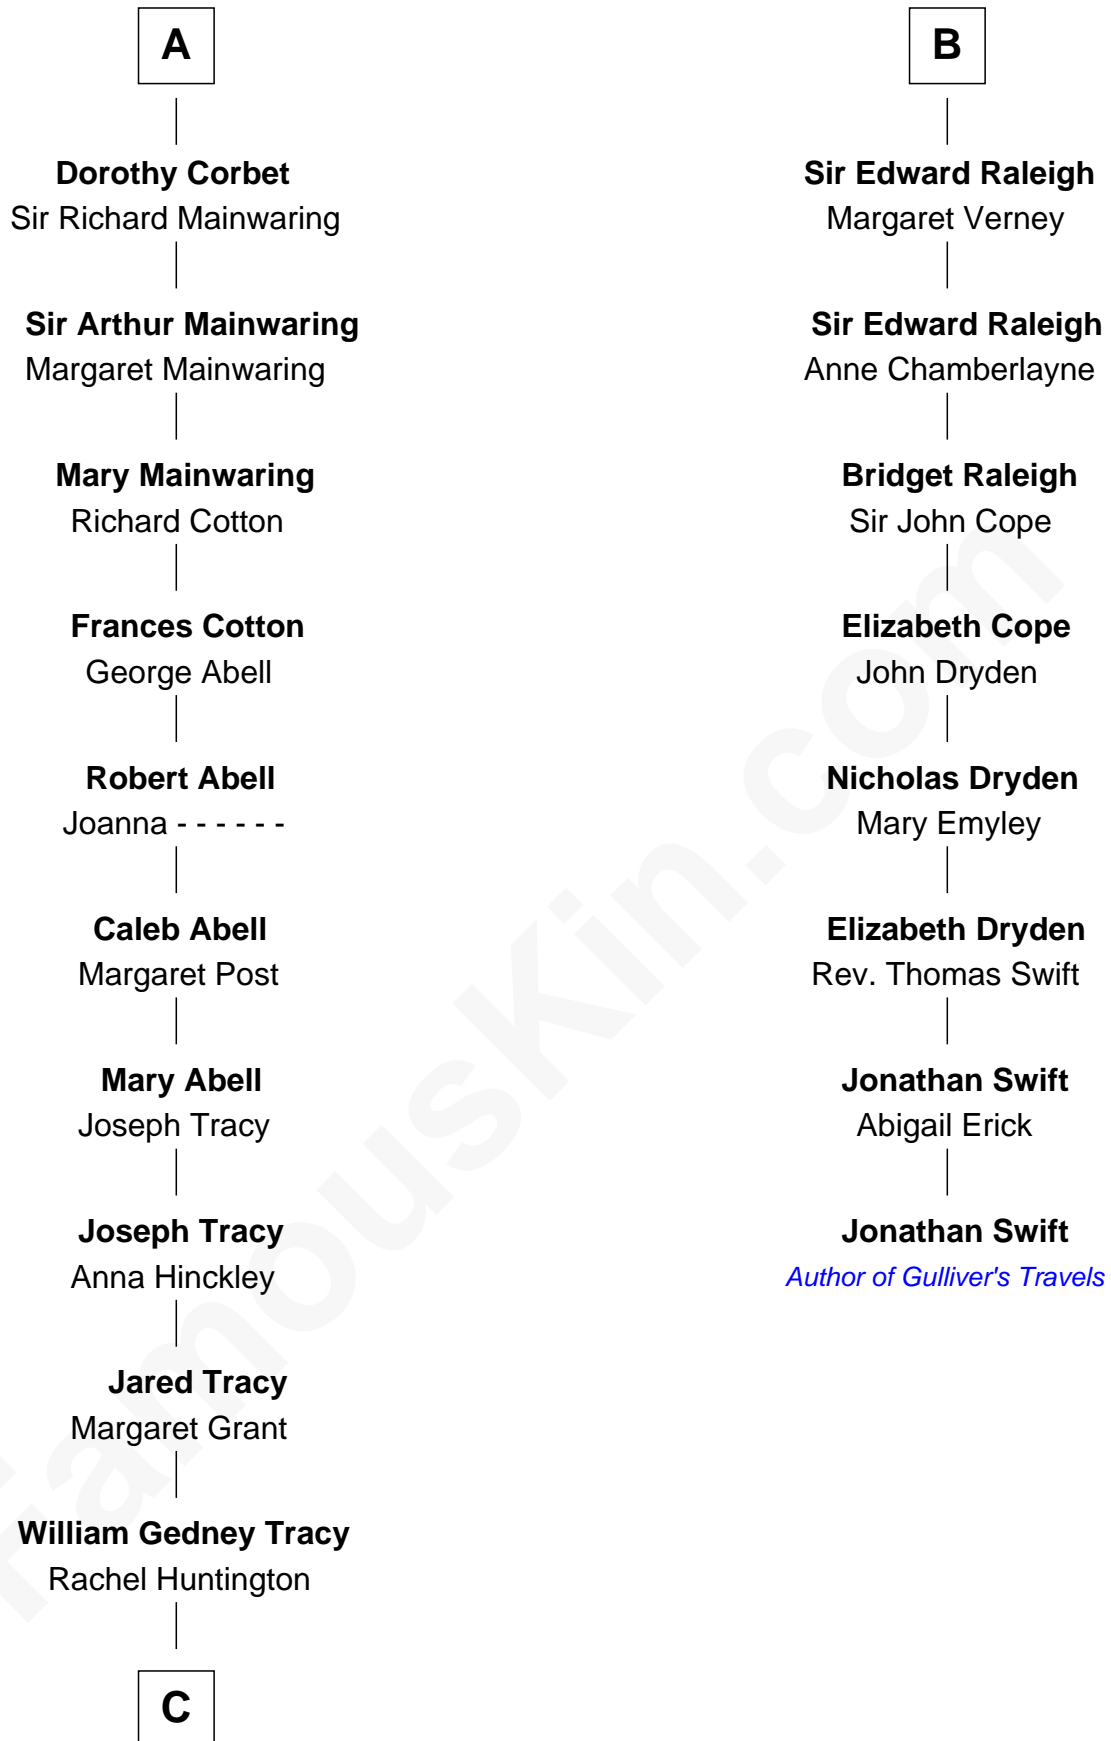 A
Dorothy Corbet
Sir Richard Mainwaring
Sir Arthur Mainwaring
Margaret Mainwaring
Mary Mainwaring
Richard Cotton
Frances Cotton
George Abell
Robert Abell
Joanna - - - - - -
Caleb Abell
Margaret Post
Mary Abell
Joseph Tracy
Joseph Tracy
Anna Hinckley
Jared Tracy
Margaret Grant
William Gedney Tracy
Rachel Huntington
C
B
Sir Edward Raleigh
Margaret Verney
Sir Edward Raleigh
Anne Chamberlayne
Bridget Raleigh
Sir John Cope
Elizabeth Cope
John Dryden
Nicholas Dryden
Mary Emyley
Elizabeth Dryden
Rev. Thomas Swift
Jonathan Swift
Abigail Erick
Jonathan Swift
Author of Gulliver's Travels
FamousKin.com